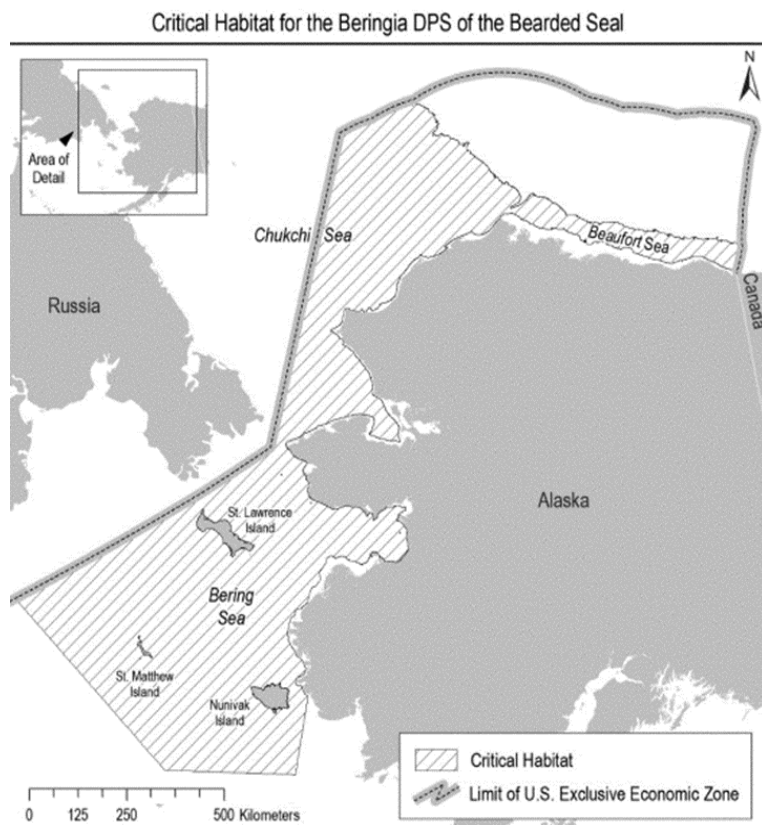 Critical Habitat for the Beringia DPS of the Bearded Seal
N
Area of
Detail
Chukchi Sea
Beaufort Sea
Russia
Canada
Alaska
St. Lawrence
Island
Bering
Sea
St. Matthew
Island
Nunivak
Island
Critical Habitat
Limit of U.S. Exclusive Economic Zone
0 125 250 500 Kilometers